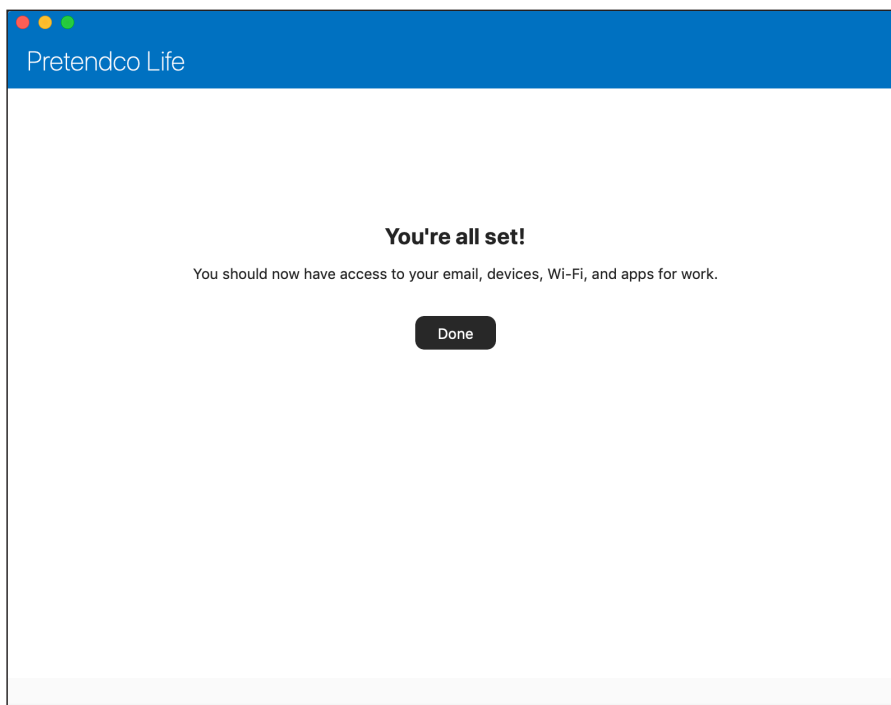 Pretendco Life
You're all set!
You should now have access to your email, devices, Wi-Fi, and apps for work.
Done